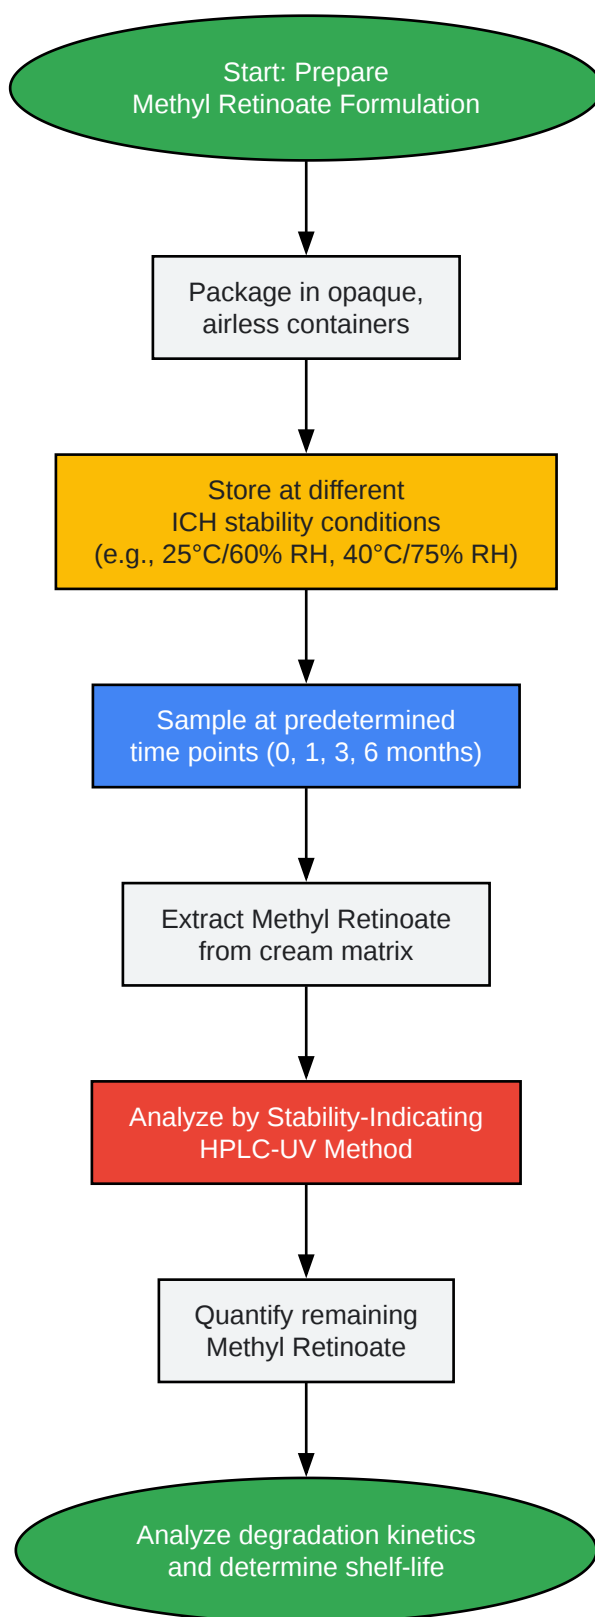 Start: Prepare
Methyl Retinoate Formulation
Package in opaque,
airless containers
Store at different
ICH stability conditions
(e.g., 25°C/60% RH, 40°C/75% RH)
Sample at predetermined
time points (0, 1, 3, 6 months)
Extract Methyl Retinoate
from cream matrix
Analyze by Stability-Indicating
HPLC-UV Method
Quantify remaining
Methyl Retinoate
Analyze degradation kinetics
and determine shelf-life